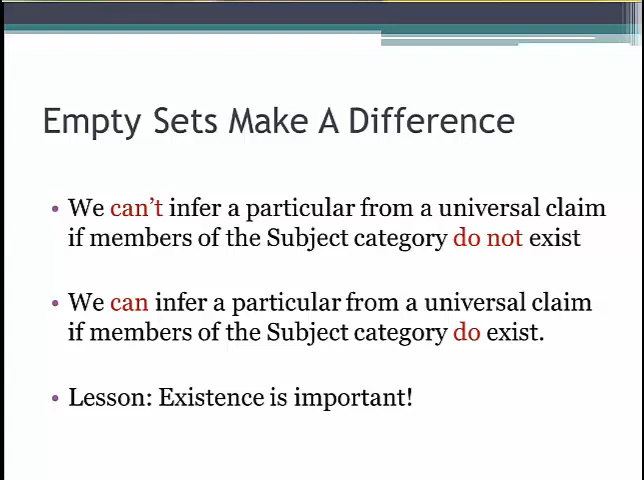 Empty Sets Make A Difference
• We can't infer a particular from a universal claim
if members of the Subject category do not exist
• We can infer a particular from a universal claim
if members of the Subject category do exist.
• Lesson: Existence is important!